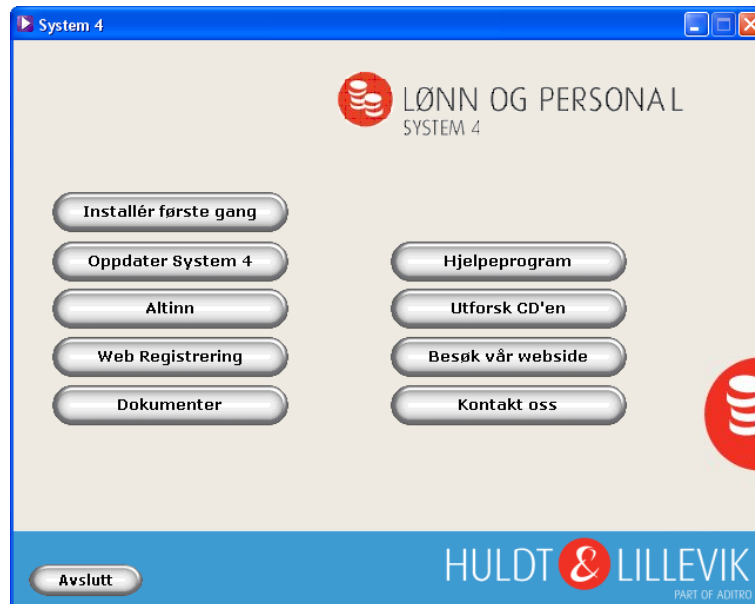 System 4
LØNN OG PERSONAL
SYSTEM 4
Installér første gang
Oppdater System 4
Altinn
Web Registrering
Dokumenter
Hjelpeprogram
Utforsk CD'en
Besøk vår webside
Kontakt oss
Avslutt
HULDT & LILLEVIK
PART OF ADITRO